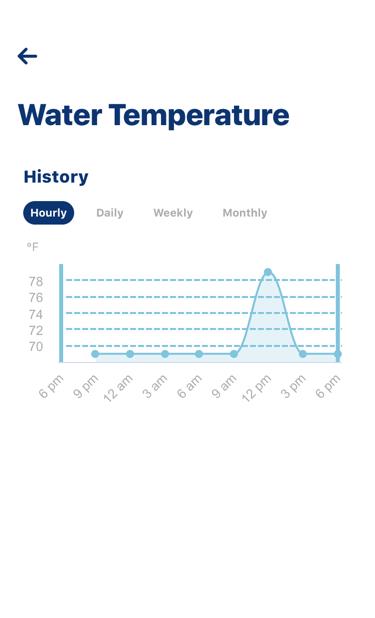 Water Temperature
History
Hourly Daily Weekly Monthly
°F
78
76
74
72
70
6 pm 9 pm 12 am 3 am 6 am 9 am 12 pm 3 pm 6 pm